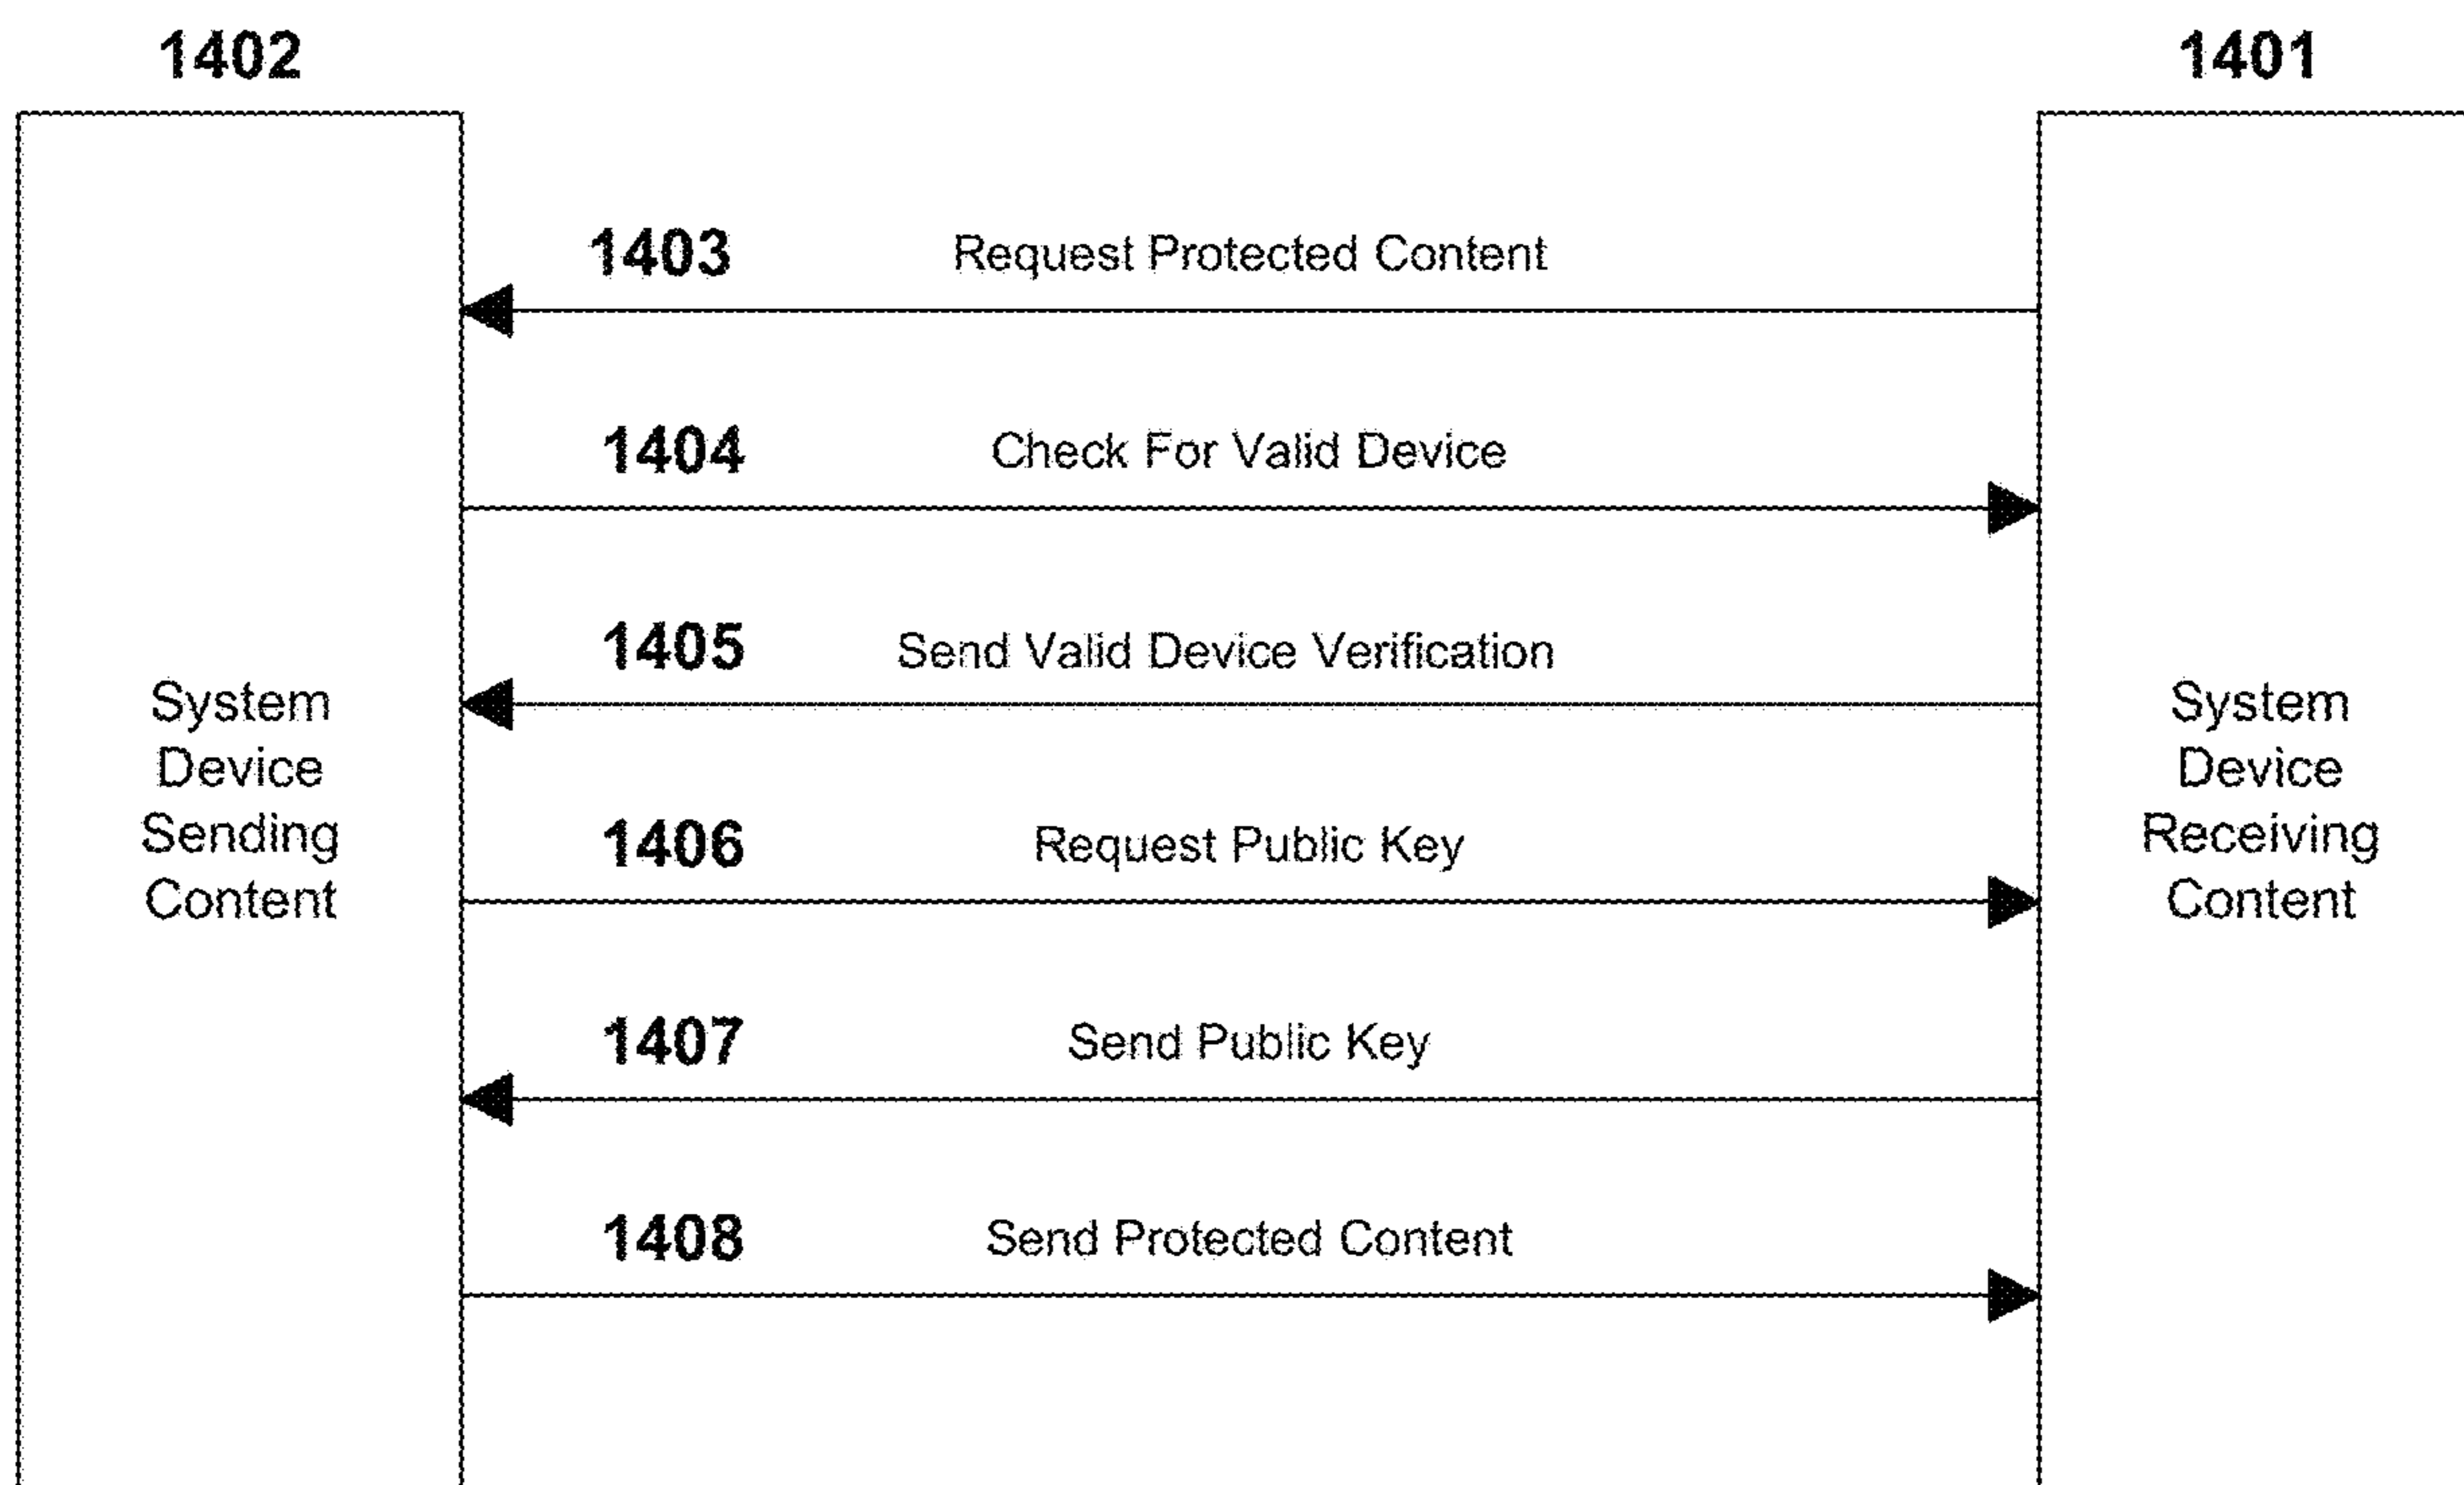 1402
1401
1403 Request Protected Content
1404 Check For Valid Device
1405 Send Valid Device Verification
1406 Request Public Key
1407 Send Public Key
1408 Send Protected Content
System
Device
Sending
Content
System
Device
Receiving
Content